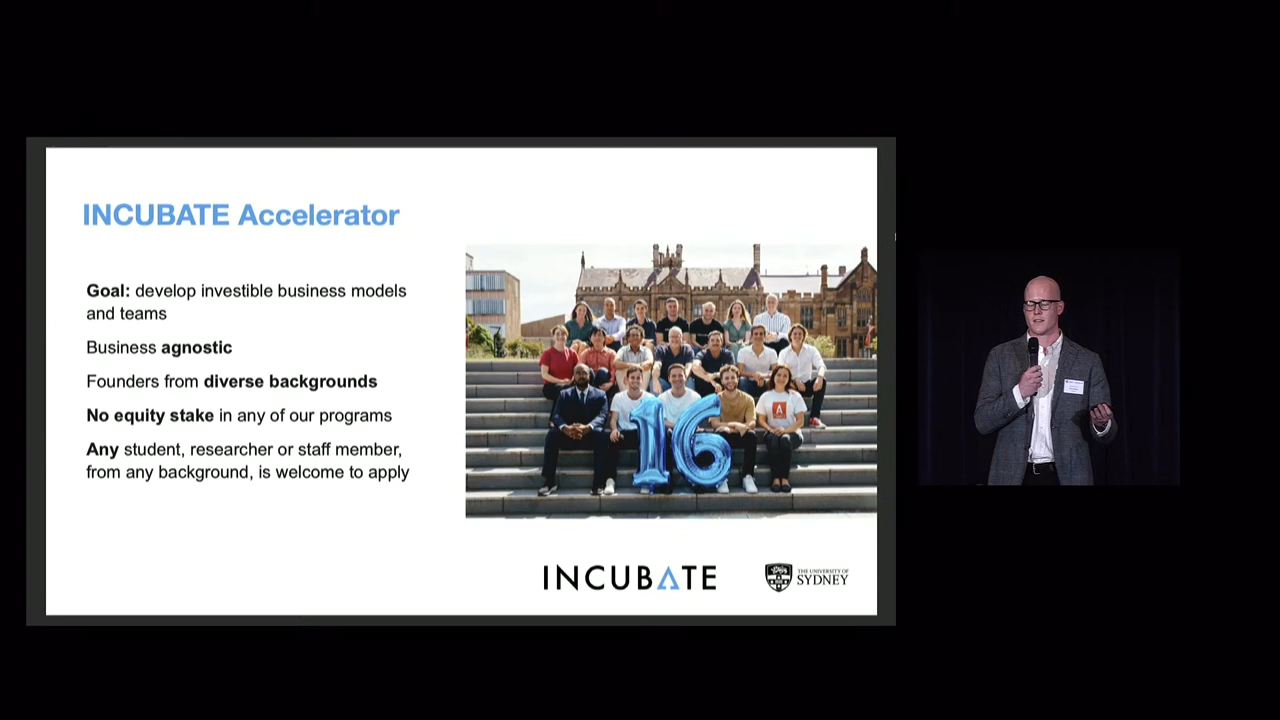 INCUBATE Accelerator
Goal: develop investible business models
and teams
Business agnostic
Founders from diverse backgrounds
No equity stake in any of our programs
Any student, researcher or staff member,
from any background, is welcome to apply
16
INCUBATE
THE UNIVERSITY OF
SYDNEY